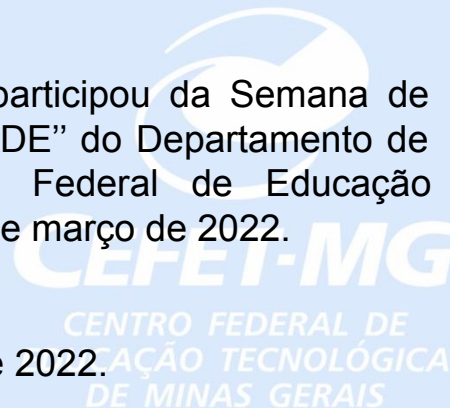 participou da Semana de
DE’’ do Departamento de
Federal de Educação
e março de 2022.
CEFET-MG
CENTRO FEDERAL DE
EDUCAÇÃO TECNOLÓGICA
e 2022.
DE MINAS GERAIS